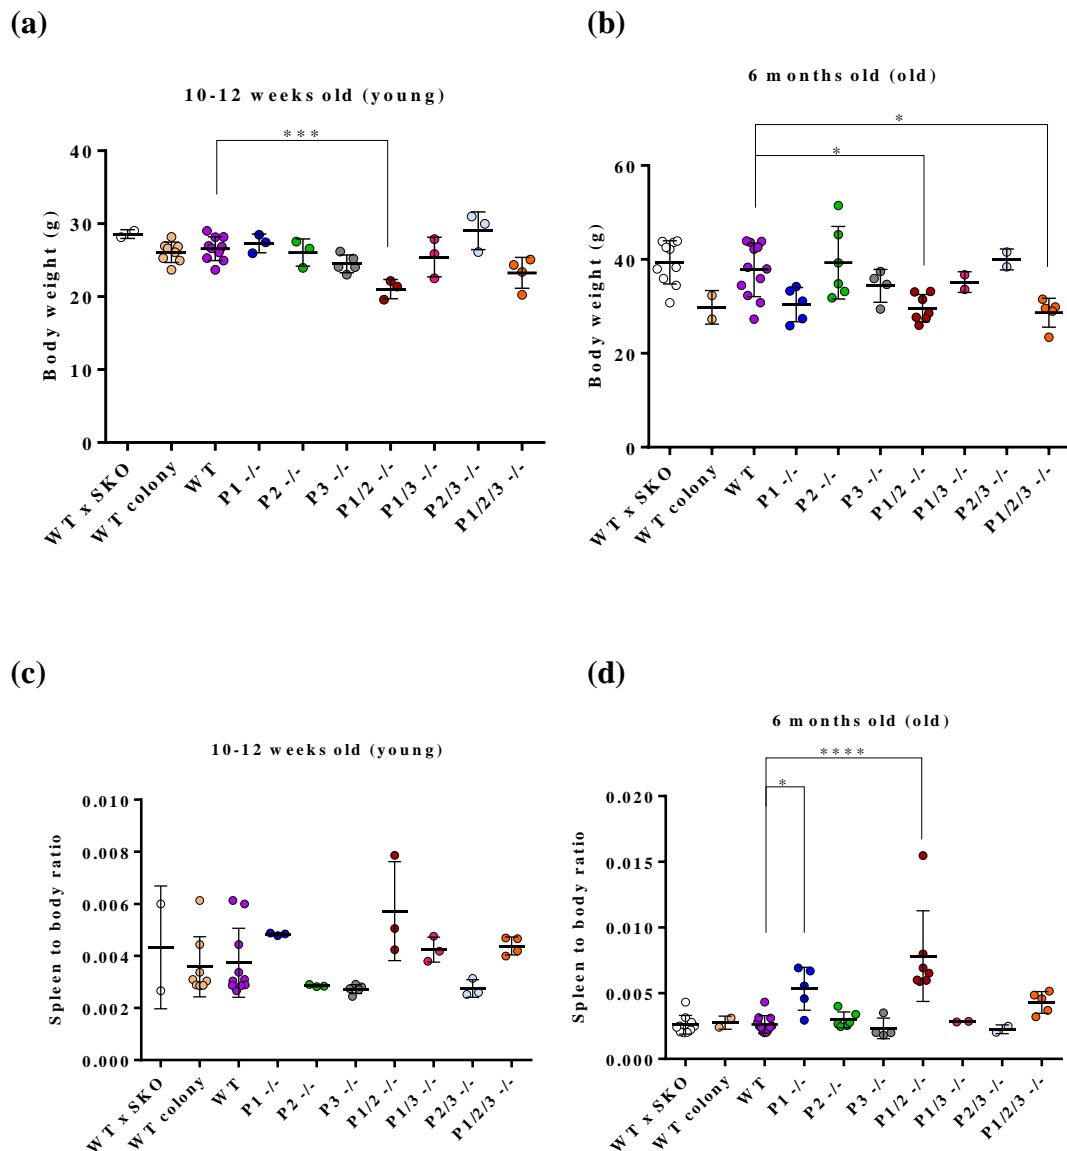 (a)
10-12 weeks old (young)
***
Body weight (g)
40
30
20
10
0
WT x SKO
WT colony
WT
P1 -/-
P2 -/-
P3 -/-
P1/2 -/-
P1/3 -/-
P2/3 -/-
P1/2/3 -/-
(b)
6 months old (old)
*
*
Body weight (g)
60
40
20
0
WT x SKO
WT colony
WT
P1 -/-
P2 -/-
P3 -/-
P1/2 -/-
P1/3 -/-
P2/3 -/-
P1/2/3 -/-
(c)
10-12 weeks old (young)
Spleen to body ratio
0.010
0.008
0.006
0.004
0.002
0.000
WT x SKO
WT colony
WT
P1 -/-
P2 -/-
P3 -/-
P1/2 -/-
P1/3 -/-
P2/3 -/-
P1/2/3 -/-
(d)
6 months old (old)
****
*
Spleen to body ratio
0.020
0.015
0.010
0.005
0.000
WT x SKO
WT colony
WT
P1 -/-
P2 -/-
P3 -/-
P1/2 -/-
P1/3 -/-
P2/3 -/-
P1/2/3 -/-